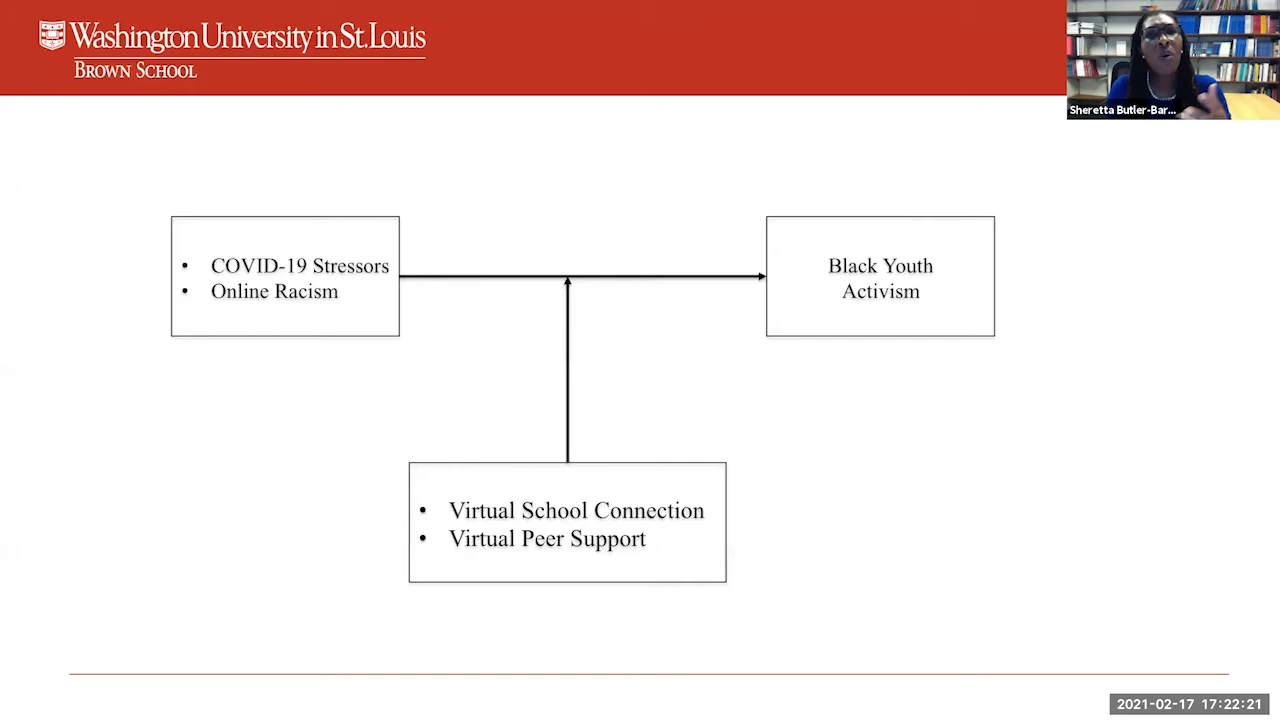 Washington University in St. Louis
BROWN SCHOOL
Sheretta Butler-Bar...
• COVID-19 Stressors
• Online Racism
Black Youth
Activism
• Virtual School Connection
• Virtual Peer Support
2021-02-17 17:22:21